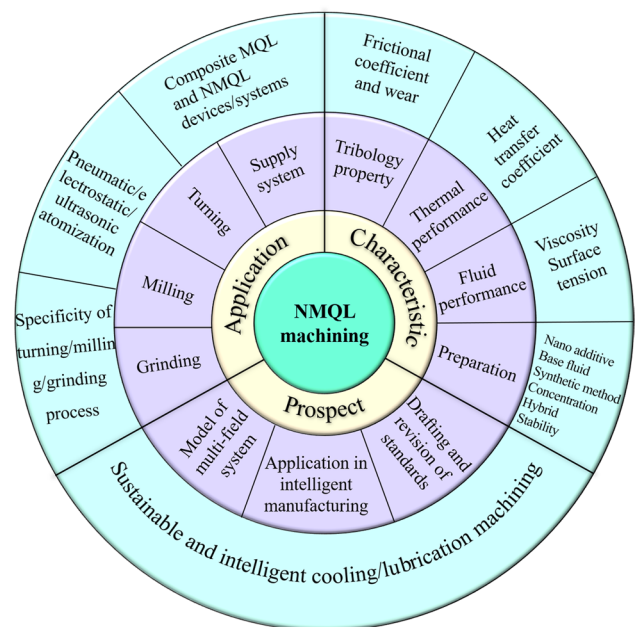 NMQL
machining
Characteristic
Tribology
property
Frictional
coefficient
and wear
Thermal
performance
Heat
transfer
coefficient
Fluid
performance
Viscosity
Surface
tension
Preparation
Nano additive
Base fluid
Synthetic method
Concentration
Hybrid
Stability
Prospect
Drafting and
revision of
standards
Application in
intelligent
manufacturing
Model of
multi-field
system
Sustainable and intelligent cooling/lubrication machining
Application
Grinding
Milling
Turning
Supply
system
Specificity of
turning/millin
g/grinding
process
Pneumatic/e
lectrostatic/
ultrasonic
atomization
Composite MQL
and NMQL
devices/systems